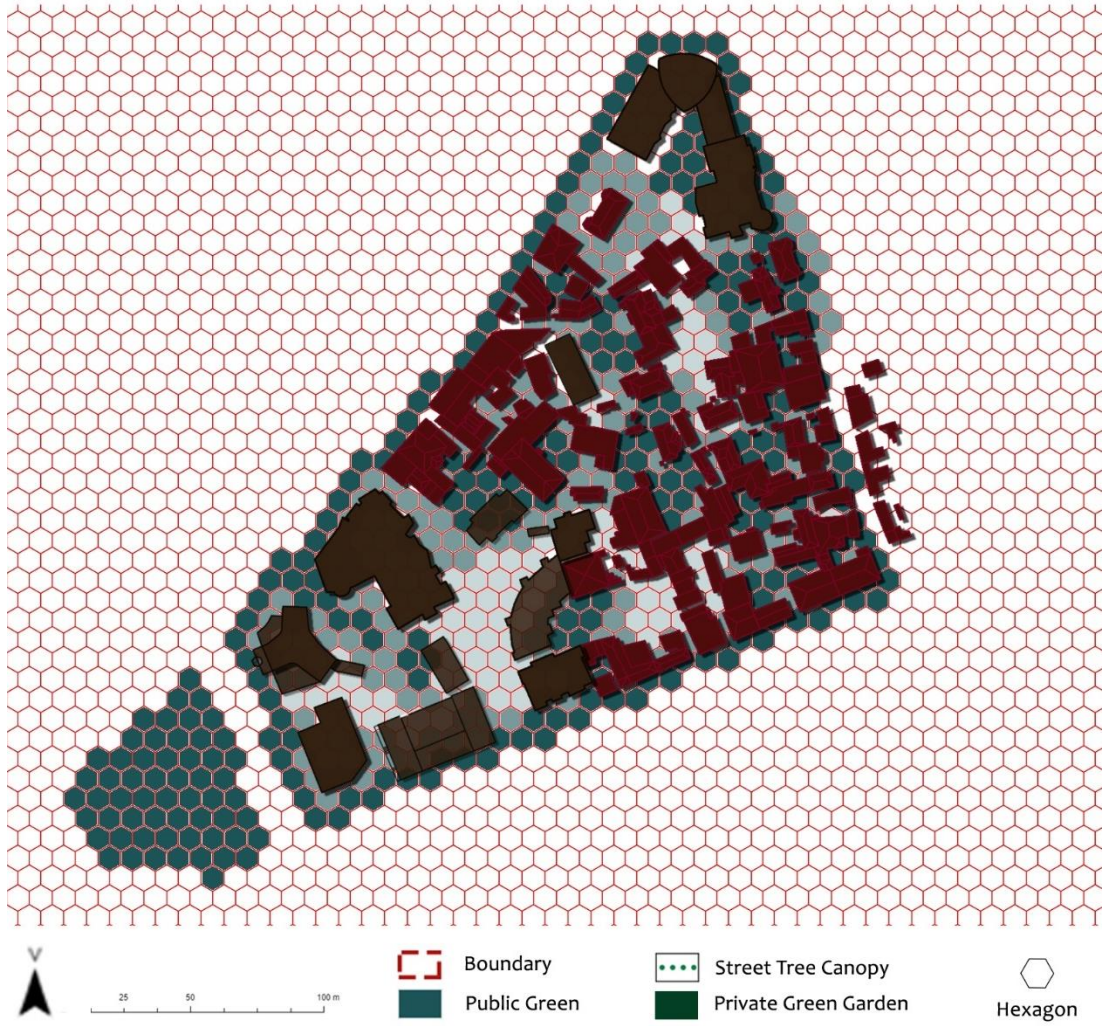 V
Boundary
Street Tree Canopy
25 50 100 m
Public Green
Private Green Garden
Hexagon